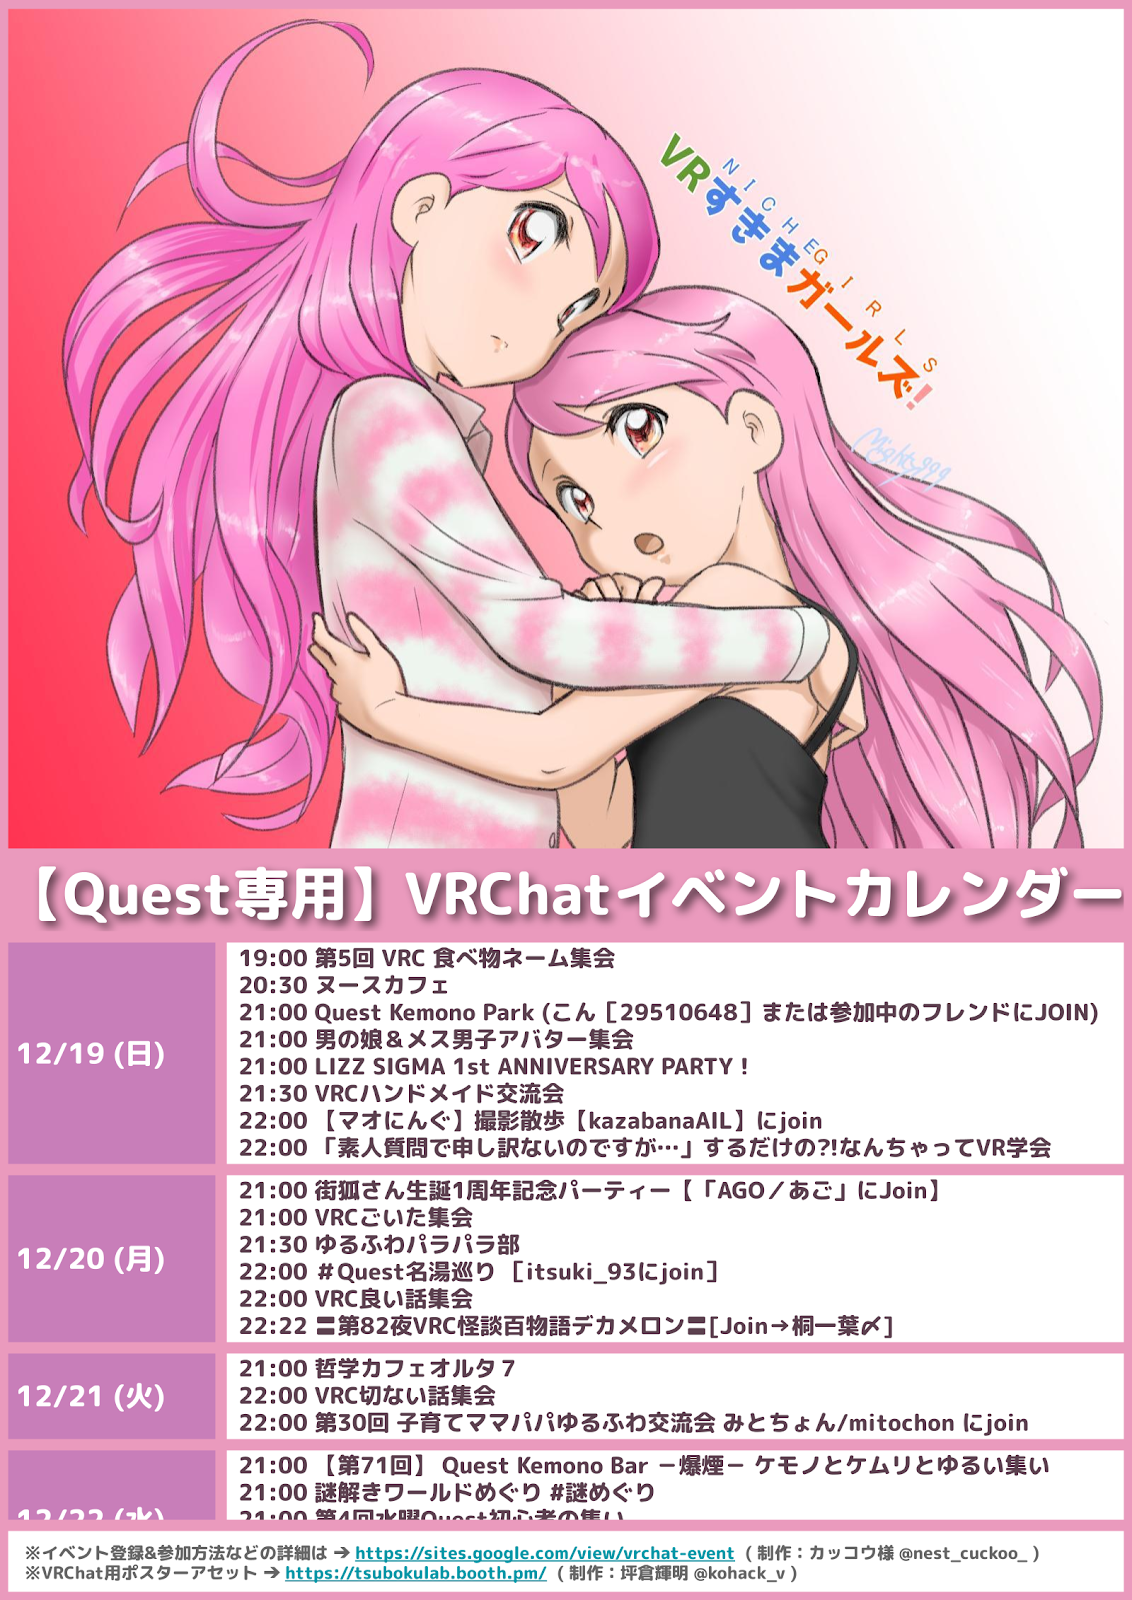 NICHE GIRLS
VRすきまガールズ!
Mighty999
【Quest専用】VRChatイベントカレンダー
12/19 (日)
19:00 第5回 VRC 食べ物ネーム集会
20:30 ヌースカフェ
21:00 Quest Kemono Park (こん［29510648］または参加中のフレンドにJOIN)
21:00 男の娘＆メス男子アバター集会
21:00 LIZZ SIGMA 1st ANNIVERSARY PARTY !
21:30 VRCハンドメイド交流会
22:00 【マオにんぐ】撮影散歩【kazabanaAIL】にjoin
22:00 「素人質問で申し訳ないのですが…」するだけの?!なんちゃってVR学会
12/20 (月)
21:00 街狐さん生誕1周年記念パーティー【「AGO／あご」にJoin】
21:00 VRCごいた集会
21:30 ゆるふわパラパラ部
22:00 ＃Quest名湯巡り ［itsuki_93にjoin］
22:00 VRC良い話集会
22:22 〓第82夜VRC怪談百物語デカメロン〓[Join→桐一葉〆]
12/21 (火)
21:00 哲学カフェオルタ７
22:00 VRC切ない話集会
22:00 第30回 子育てママパパゆるふわ交流会 みとちょん/mitochon にjoin
12/22 (水)
21:00 【第71回】 Quest Kemono Bar －爆煙－ ケモノとケムリとゆるい集い
21:00 謎解きワールドめぐり #謎めぐり
21:00 第4回水曜Quest初心者の集い
※イベント登録&参加方法などの詳細は → https://sites.google.com/view/vrchat-event （ 制作：カッコウ様 @nest_cuckoo_ ）
※VRChat用ポスターアセット → https://tsubokulab.booth.pm/ （ 制作：坪倉輝明 @kohack_v ）